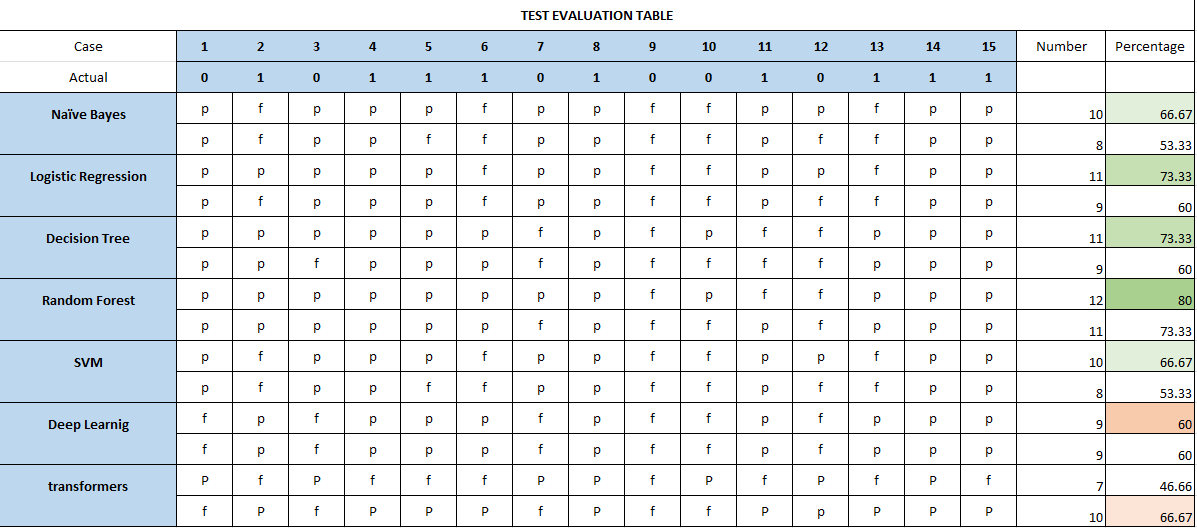 TEST EVALUATION TABLE
Case 1 2 3 4 5 6 7 8 9 10 11 12 13 14 15 Number Percentage
Actual 0 1 0 1 1 1 0 1 0 0 1 0 1 1 1
Naïve Bayes p f p p p f p p f f p p f p p 10 66.67
p f p p f f p p f f p f f p p 8 53.33
Logistic Regression p p p p p f p p f f p p f p p 11 73.33
p f p p p f p p f f p f f p p 9 60
Decision Tree p p p p p p f p f p f f p p p 11 73.33
p p f p p p f p f f f f p p p 9 60
Random Forest p p p p p p p p f p f f p p p 12 80
p p p p p p f p f f p f p p p 11 73.33
SVM p f p p p f p p f f p p f p p 10 66.67
p f p p f f p p f f p f f p p 8 53.33
Deep Learnig f p f p p p f p f f p f p p p 9 60
f p f p p p f p f f p f p p p 9 60
transformers P f P f f f P P f P f P f P f 7 46.66
f P f P P P f P f f P p P P P 10 66.67